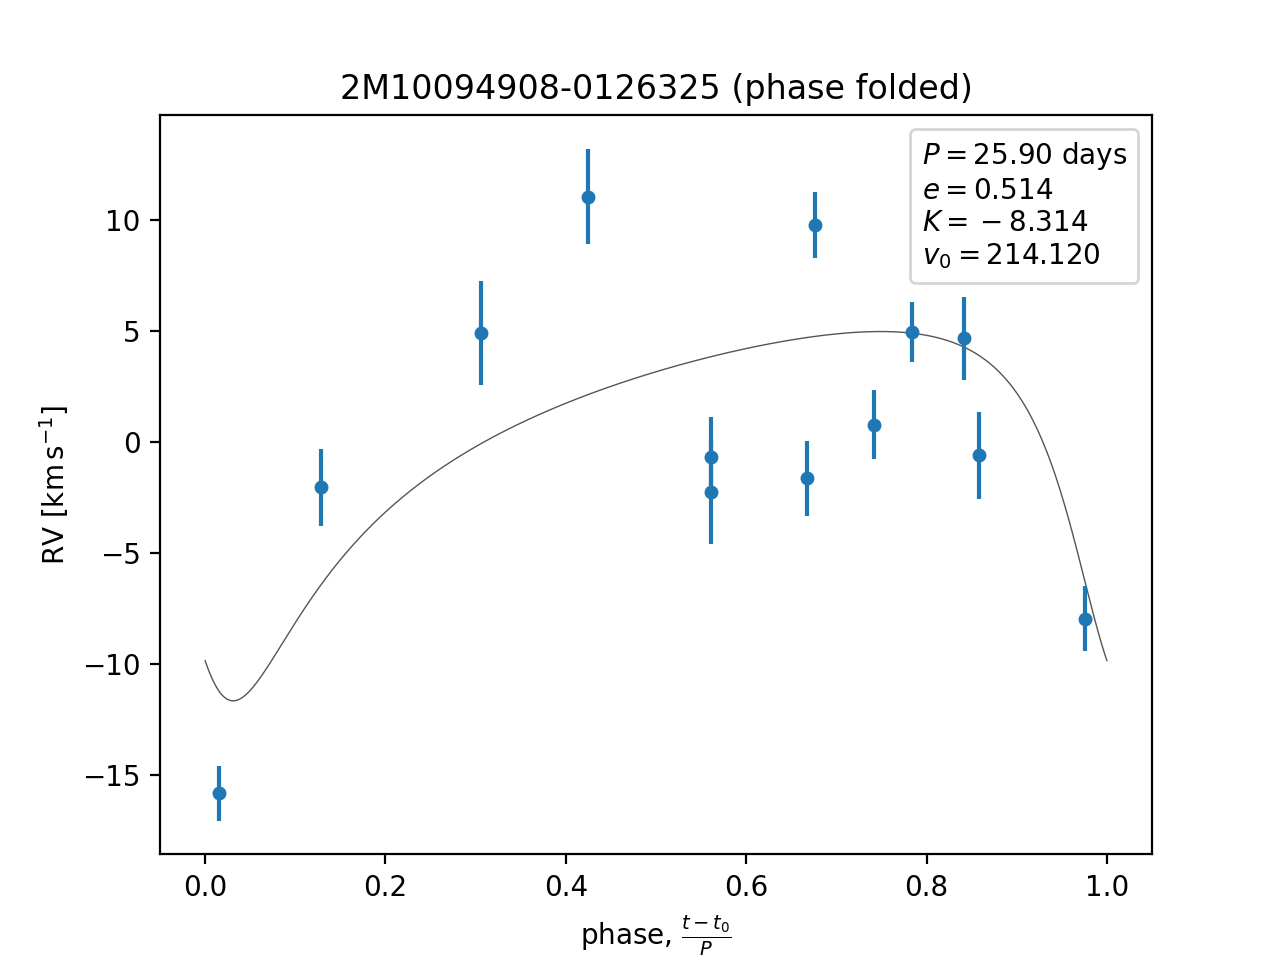 2M10094908-0126325 (phase folded)
P = 25.90 days
e = 0.514
K = −8.314
v₀ = 214.120
10
5
0
−5
−10
−15
RV [km s⁻¹]
0.0 0.2 0.4 0.6 0.8 1.0
phase, (t − t₀)/P